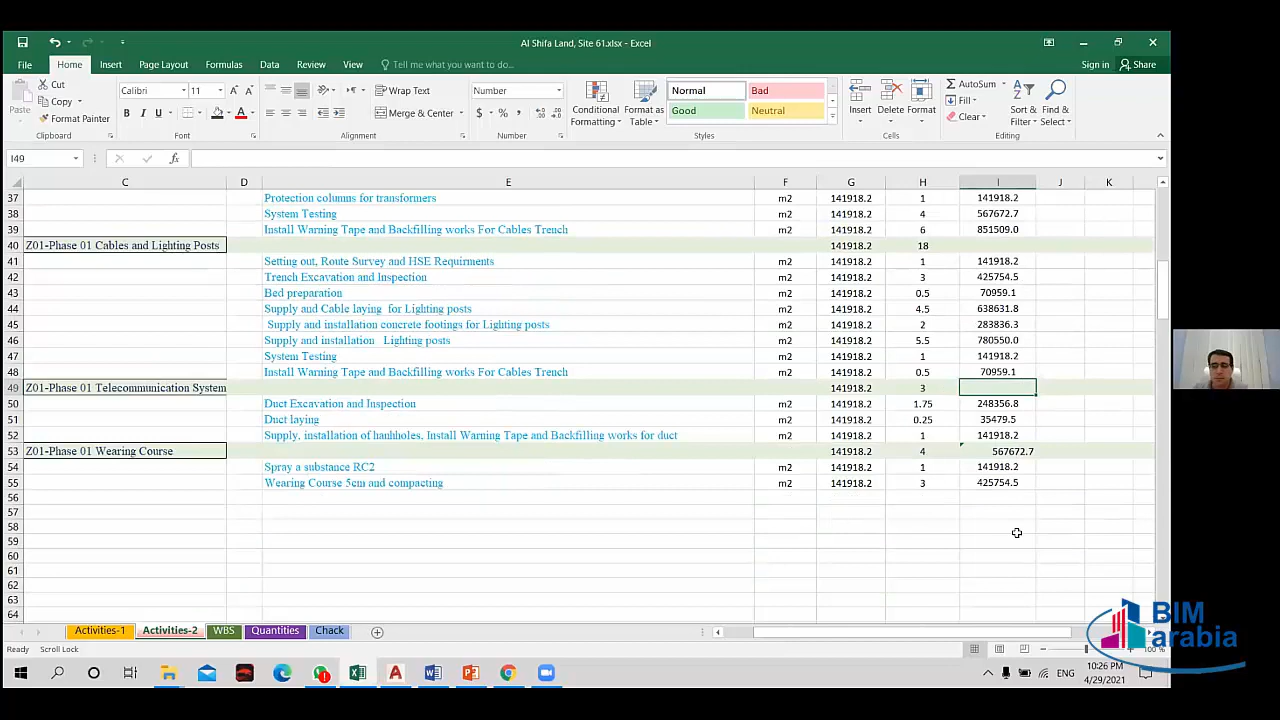 Al Shifa Land, Site 61.xlsx - Excel
File Home Insert Page Layout Formulas Data Review View Tell me what you want to do... Sign in Share
Paste Cut Copy Format Painter
Calibri 11 Wrap Text Merge & Center Number
Conditional Formatting Format as Table Normal Bad Good Neutral
Insert Delete Format AutoSum Fill Clear Sort & Filter Find & Select
Clipboard Font Alignment Number Styles Cells Editing
I49
C D E F G H I J K
37 Protection columns for transformers m2 141918.2 1 141918.2
38 System Testing m2 141918.2 4 567672.7
39 Install Warning Tape and Backfilling works For Cables Trench m2 141918.2 6 851509.0
40 Z01-Phase 01 Cables and Lighting Posts 141918.2 18
41 Setting out, Route Survey and HSE Requirments m2 141918.2 1 141918.2
42 Trench Excavation and Inspection m2 141918.2 3 425754.5
43 Bed preparation m2 141918.2 0.5 70959.1
44 Supply and Cable laying for Lighting posts m2 141918.2 4.5 638631.8
45 Supply and installation concrete footings for Lighting posts m2 141918.2 2 283836.3
46 Supply and installation Lighting posts m2 141918.2 5.5 780550.0
47 System Testing m2 141918.2 1 141918.2
48 Install Warning Tape and Backfilling works For Cables Trench m2 141918.2 0.5 70959.1
49 Z01-Phase 01 Telecommunication System 141918.2 3
50 Duct Excavation and Inspection m2 141918.2 1.75 248356.8
51 Duct laying m2 141918.2 0.25 35479.5
52 Supply, installation of hanhholes, Install Warning Tape and Backfilling works for duct m2 141918.2 1 141918.2
53 Z01-Phase 01 Wearing Course 141918.2 4 567672.7
54 Spray a substance RC2 m2 141918.2 1 141918.2
55 Wearing Course 5cm and compacting m2 141918.2 3 425754.5
56
57
58
59
60
61
62
63
64
Activities-1 Activities-2 WBS Quantities Chack
Ready Scroll Lock 100 %
ENG 10:26 PM
4/29/2021
BIM
arabia